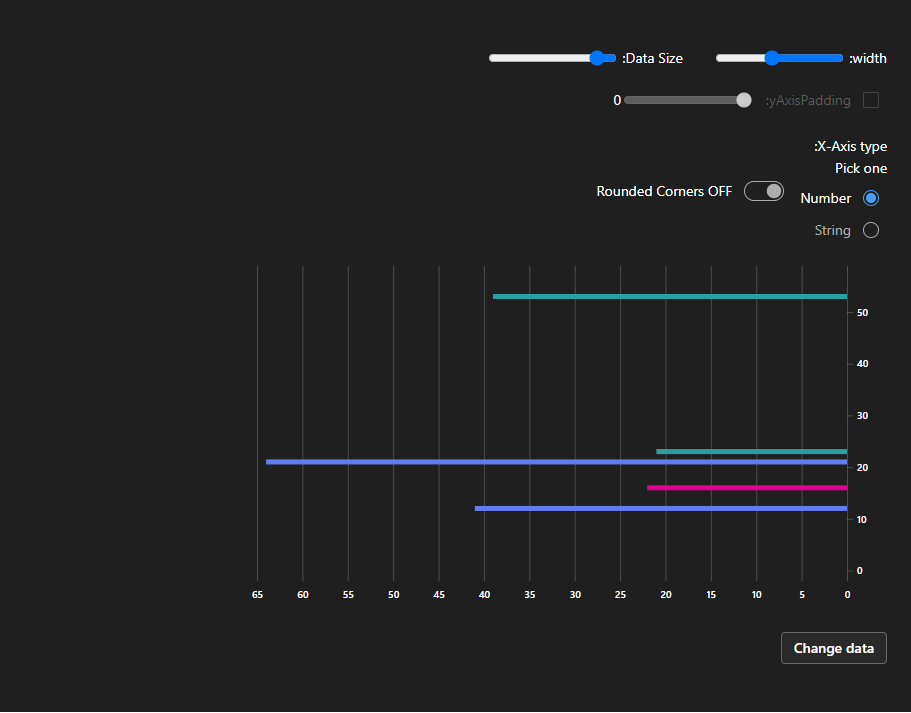 :width
:Data Size
:yAxisPadding
0
:X-Axis type
Pick one
Number
Rounded Corners OFF
String
50
40
30
20
10
0
65 60 55 50 45 40 35 30 25 20 15 10 5 0
Change data